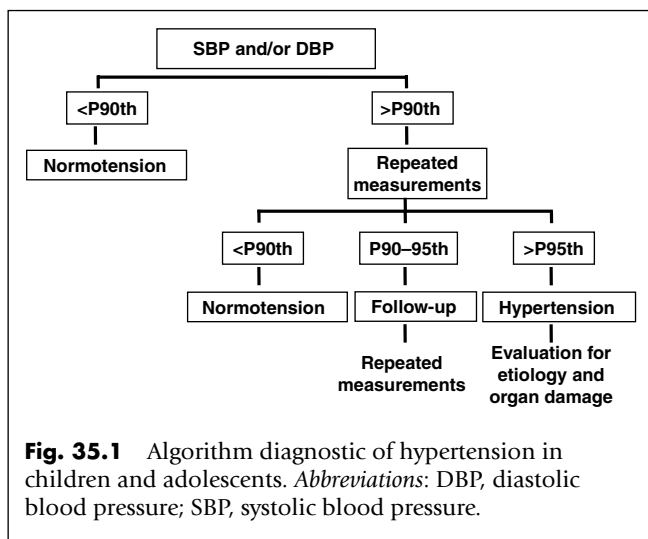 SBP and/or DBP
<P90th
>P90th
Normotension
Repeated
measurements
<P90th
P90–95th
>P95th
Normotension
Follow-up
Hypertension
Repeated
measurements
Evaluation for
etiology and
organ damage
Fig. 35.1 Algorithm diagnostic of hypertension in
children and adolescents. Abbreviations: DBP, diastolic
blood pressure; SBP, systolic blood pressure.